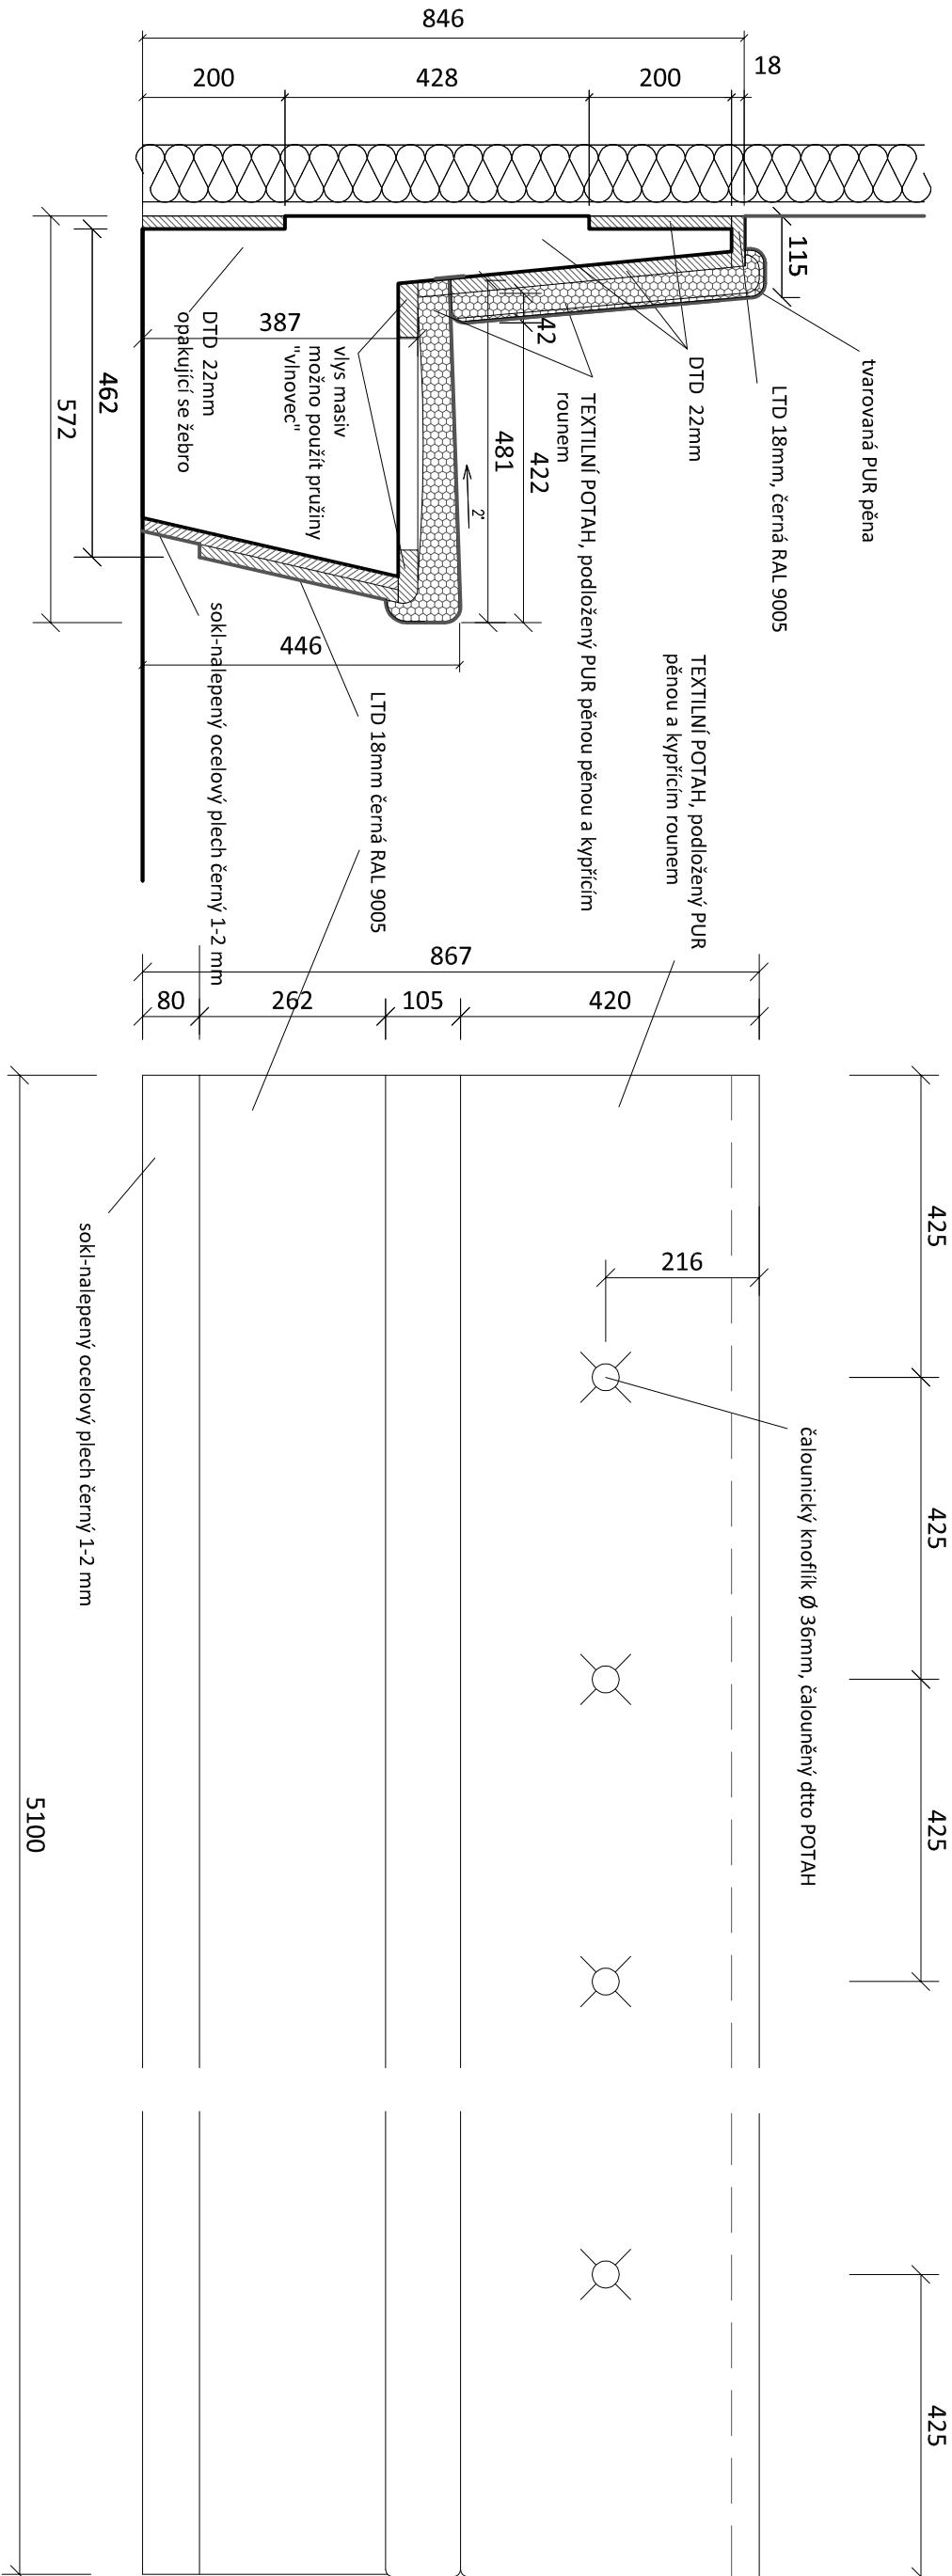 846
200
428
200
18
115
387
42
481
422
2°
462
572
446
tvarovaná PUR pěna
LTD 18mm, černá RAL 9005
DTD 22mm
TEXTILNÍ POTAH, podložený PUR pěnou pěnou a kypřícím
rounem
vlys masiv
možno použít pružiny
"vlnovec"
DTD 22mm
opakující se žebro
sokl-nalepený ocelový plech černý 1-2 mm
LTD 18mm černá RAL 9005
TEXTILNÍ POTAH, podložený PUR
pěnou a kypřícím rounem
867
80
262
105
420
425
425
425
425
216
čalounický knoflík Ø 36mm, čalouněný dtto POTAH
sokl-nalepený ocelový plech černý 1-2 mm
5100